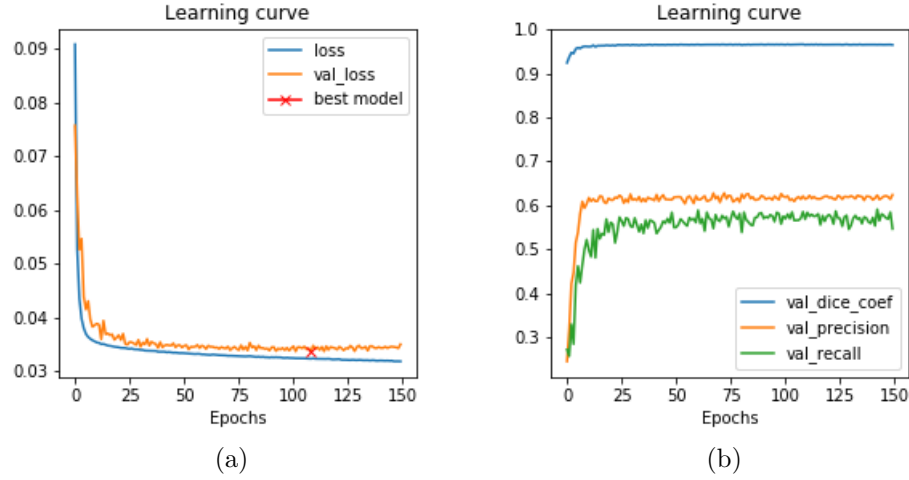 Learning curve
0.09
0.08
0.07
0.06
0.05
0.04
0.03
loss
val_loss
best model
0
25
50
75
100
125
150
Epochs
(a)
Learning curve
1.0
0.9
0.8
0.7
0.6
0.5
0.4
0.3
val_dice_coef
val_precision
val_recall
0
25
50
75
100
125
150
Epochs
(b)